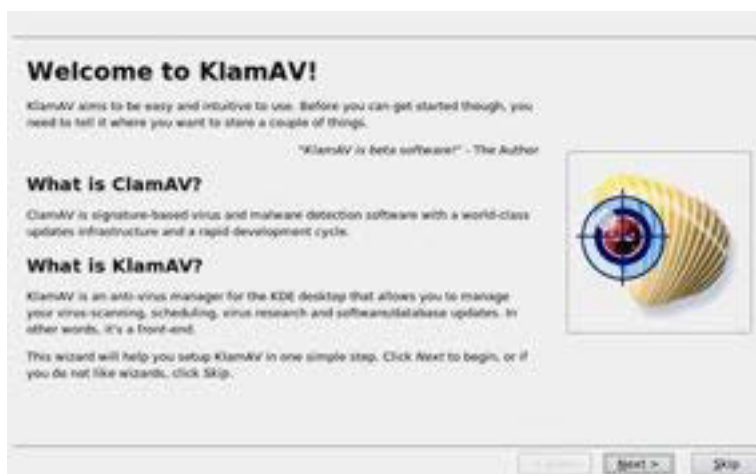 Welcome to KlamAV!
KlamAV aims to be easy and intuitive to use. Before you can get started though, you
need to tell it where you want to store a couple of things.
"KlamAV is beta software!" - The Author
What is ClamAV?
ClamAV is signature-based virus and malware detection software with a world-class
updates infrastructure and a rapid development cycle.
What is KlamAV?
KlamAV is an anti-virus manager for the KDE desktop that allows you to manage
your virus-scanning, scheduling, virus research and software/database updates. In
other words, it's a front-end.
This wizard will help you setup KlamAV in one simple step. Click Next to begin, or if
you do not like wizards, click Skip.
Next >
Skip